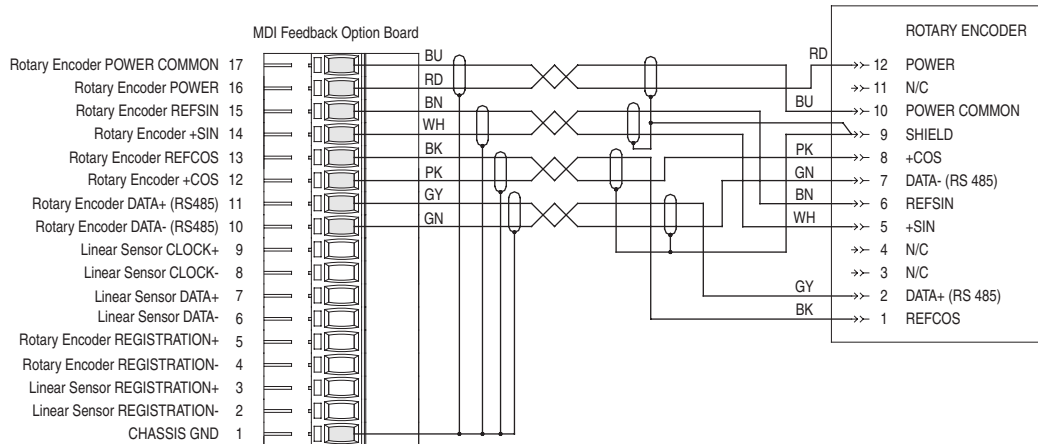 MDI Feedback Option Board
Rotary Encoder POWER COMMON 17
Rotary Encoder POWER 16
Rotary Encoder REFSIN 15
Rotary Encoder +SIN 14
Rotary Encoder REFCOS 13
Rotary Encoder +COS 12
Rotary Encoder DATA+ (RS485) 11
Rotary Encoder DATA- (RS485) 10
Linear Sensor CLOCK+ 9
Linear Sensor CLOCK- 8
Linear Sensor DATA+ 7
Linear Sensor DATA- 6
Rotary Encoder REGISTRATION+ 5
Rotary Encoder REGISTRATION- 4
Linear Sensor REGISTRATION+ 3
Linear Sensor REGISTRATION- 2
CHASSIS GND 1
BU
RD
BN
WH
BK
PK
GY
GN
ROTARY ENCODER
RD 12 POWER
11 N/C
BU 10 POWER COMMON
9 SHIELD
PK 8 +COS
GN 7 DATA- (RS 485)
BN 6 REFSIN
WH 5 +SIN
4 N/C
3 N/C
GY 2 DATA+ (RS 485)
BK 1 REFCOS